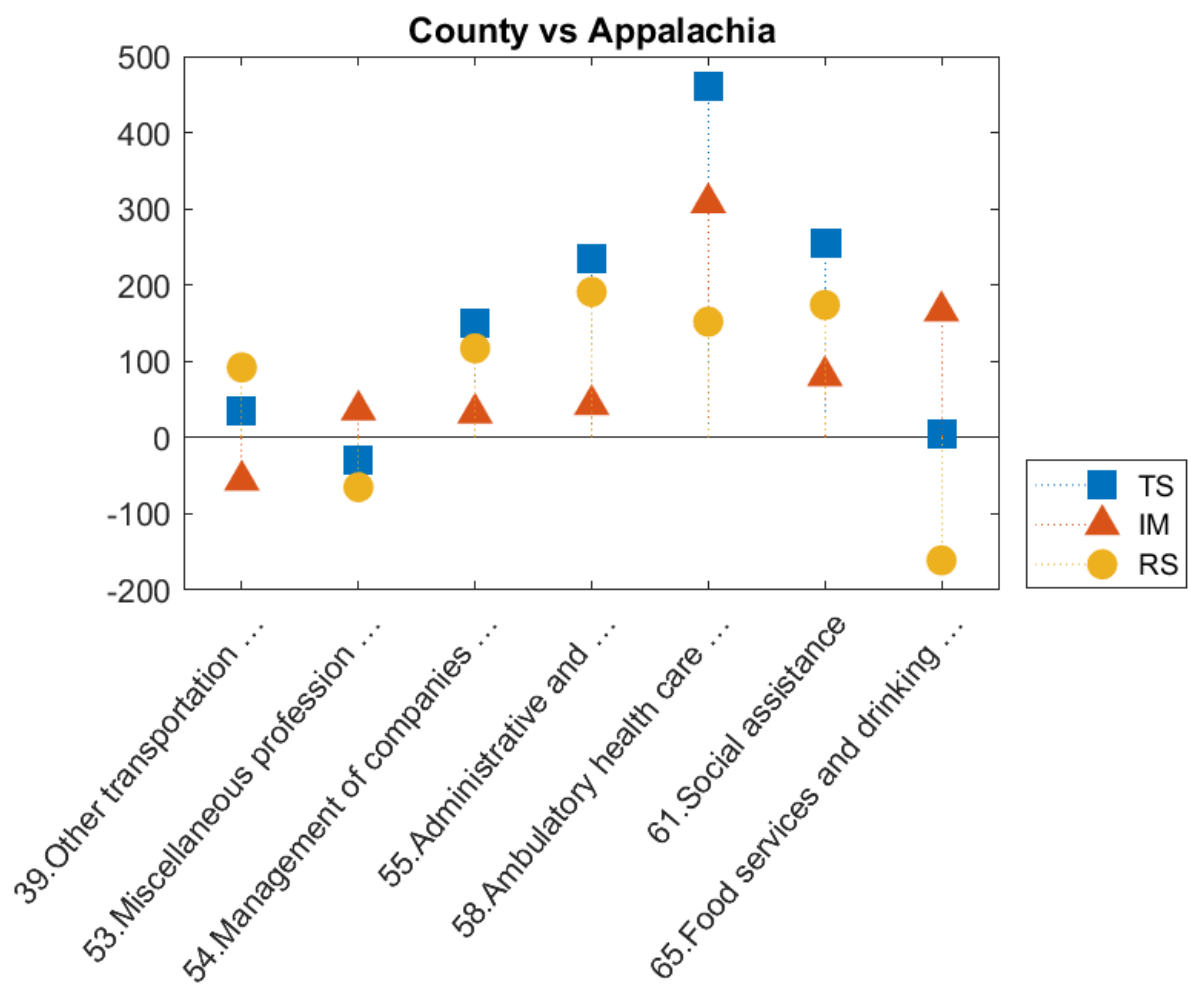 County vs Appalachia
500
400
300
200
100
0
-100
-200
TS
IM
RS
39.Other transportation ...
53.Miscellaneous profession ...
54.Management of companies ...
55.Administrative and ...
58.Ambulatory health care ...
61.Social assistance
65.Food services and drinking ...